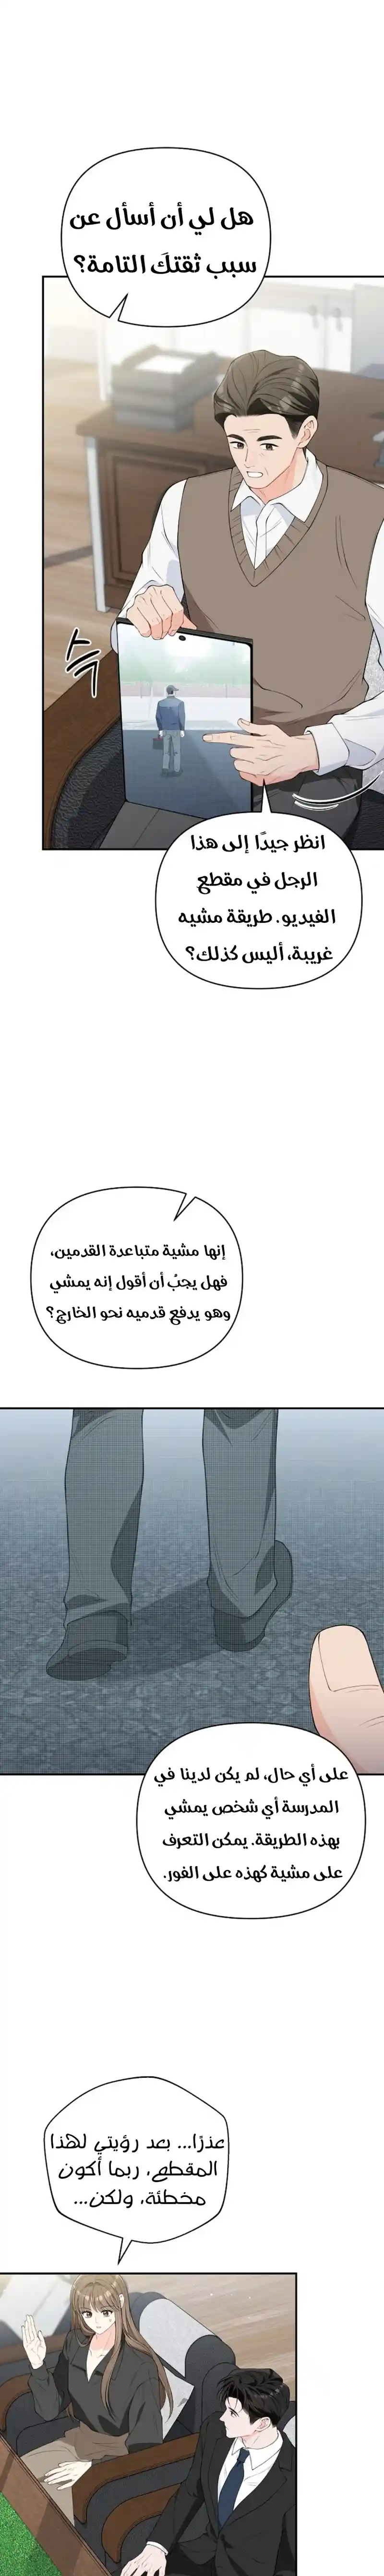 هل لي أن أسأل عن
سبب ثقتكَ التامة؟
انظر جيدًا إلى هذا
الرجل في مقطع
الفيديو. طريقة مشيه
غريبة، أليس كذلك؟
إنها مشية متباعدة القدمين،
فهل يجبْ أن أقول إنه يمشي
وهو يدفع قدميه نحو الخارج؟
على أي حال، لم يكن لدينا في
المدرسة أي شخص يمشي
بهذه الطريقة. يمكن التعرف
على مشية كهذه على الفور.
عذرًا... بعد رؤيتي لهذا
المقطع، ربما أكون
مخطئة، ولكن...